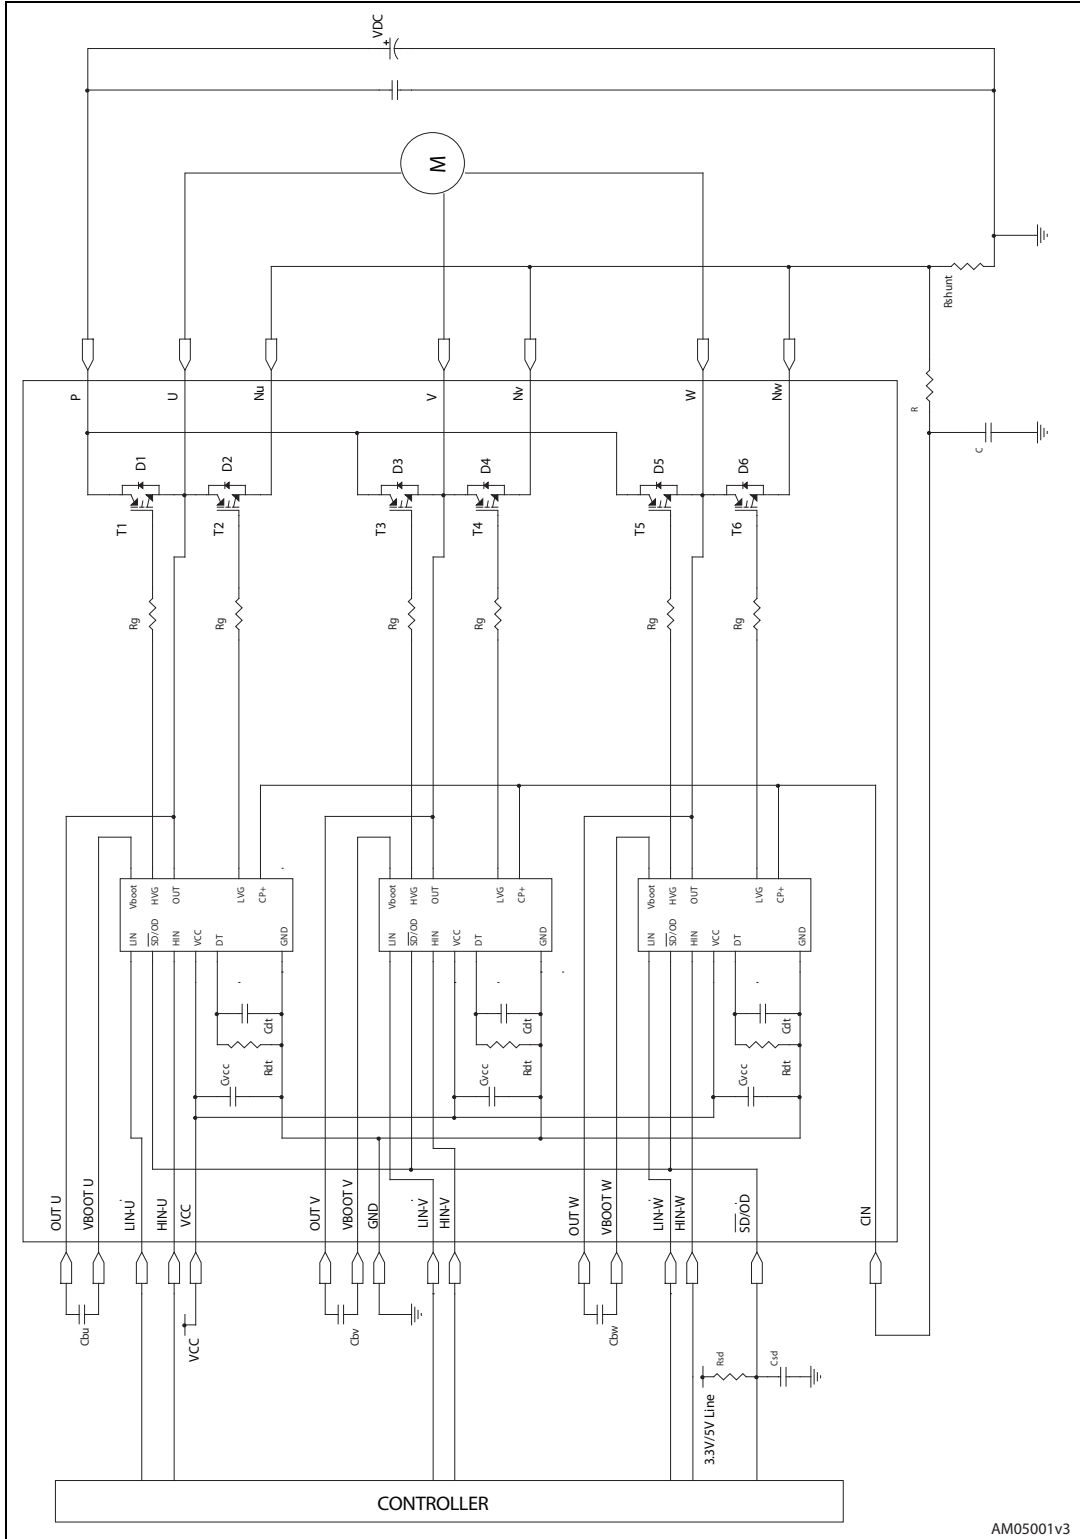 VDC
+
M
Rshunt
P
U
Nu
V
Nv
W
Nw
R
C
D1
D2
D3
D4
D5
D6
T1
T2
T3
T4
T5
T6
Rg
Rg
Rg
Rg
Rg
Rg
Vboot
HVG
OUT
LVG
CP+
LIN
SD/OD
HIN
VCC
DT
GND
Vboot
HVG
OUT
LVG
CP+
LIN
SD/OD
HIN
VCC
DT
GND
Vboot
HVG
OUT
LVG
CP+
LIN
SD/OD
HIN
VCC
DT
GND
Cdt
Rdt
Cvcc
Cdt
Rdt
Cvcc
Cdt
Rdt
Cvcc
OUT U
VBOOT U
LIN-U
HIN-U
VCC
OUT V
VBOOT V
GND
LIN-V
HIN-V
OUT W
VBOOT W
LIN-W
HIN-W
SD/OD
CIN
Cbu
VCC
Cbv
Cbw
Rsd
Csd
3.3V/5V Line
CONTROLLER
AM05001v3